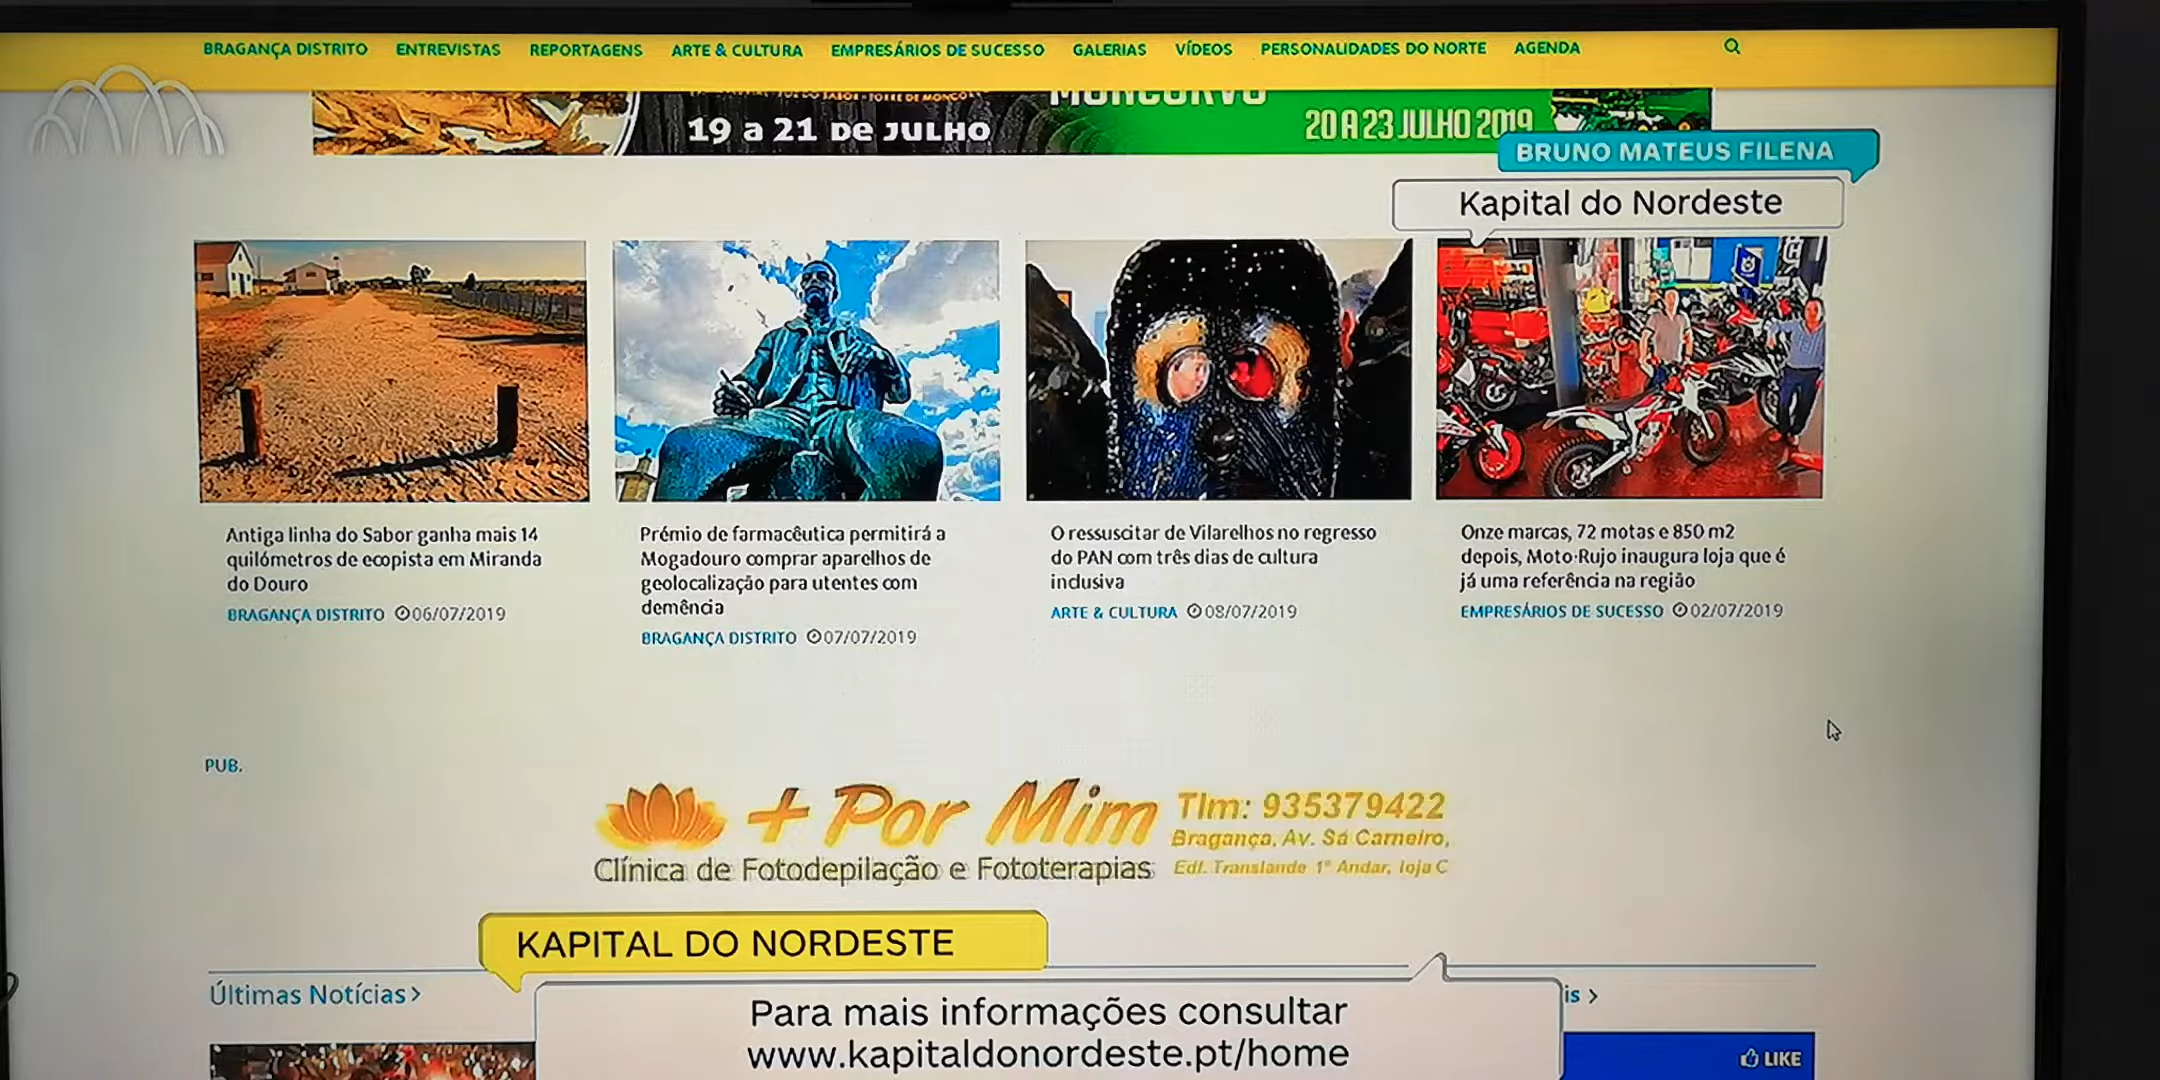 BRAGANÇA DISTRITO ENTREVISTAS REPORTAGENS ARTE & CULTURA EMPRESÁRIOS DE SUCESSO GALERIAS VÍDEOS PERSONALIDADES DO NORTE AGENDA
19 a 21 DE JULHO
20 A 23 JULHO 2019
BRUNO MATEUS FILENA
Kapital do Nordeste
Antiga linha do Sabor ganha mais 14
quilómetros de ecopista em Miranda
do Douro
BRAGANÇA DISTRITO 06/07/2019
Prémio de farmacêutica permitirá a
Mogadouro comprar aparelhos de
geolocalização para utentes com
demência
BRAGANÇA DISTRITO 07/07/2019
O ressuscitar de Vilarelhos no regresso
do PAN com três dias de cultura
inclusiva
ARTE & CULTURA 08/07/2019
Onze marcas, 72 motas e 850 m2
depois, Moto-Rujo inaugura loja que é
já uma referência na região
EMPRESÁRIOS DE SUCESSO 02/07/2019
PUB.
+ Por Mim
Clínica de Fotodepilação e Fototerapias
Tlm: 935379422
Bragança, Av. Sá Carneiro,
Edf. Translande 1º Andar, loja C
KAPITAL DO NORDESTE
Últimas Notícias >
is >
Para mais informações consultar
www.kapitaldonordeste.pt/home
LIKE